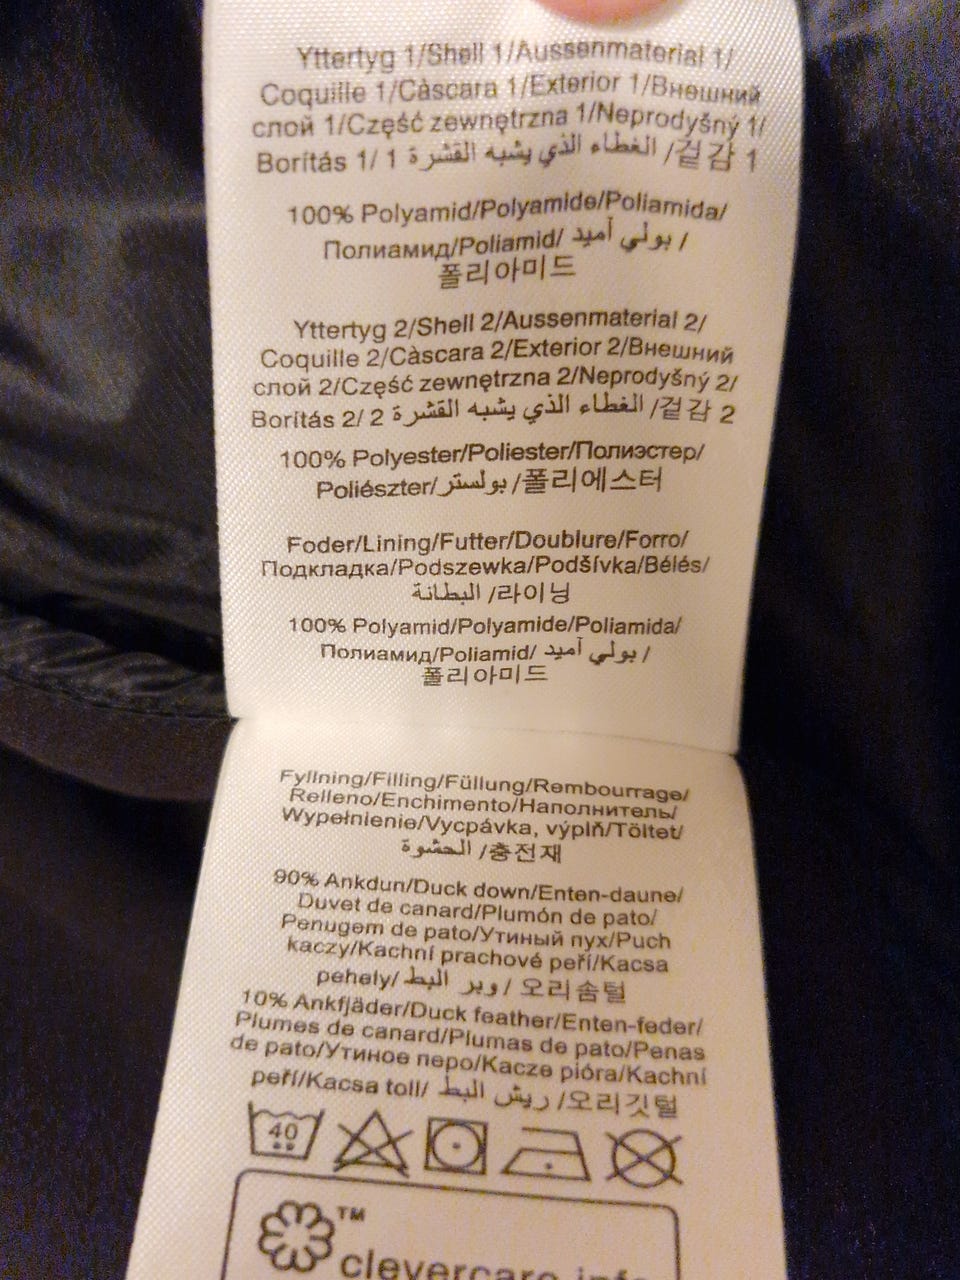 Yttertyg 1/Shell 1/Aussenmaterial 1/
Coquille 1/Càscara 1/Exterior 1/Внешний
слой 1/Część zewnętrzna 1/Neprodyšný 1/
Borítás 1/ 1 الغطاء الذي يشبه القشرة /겉감 1
100% Polyamid/Polyamide/Poliamida/
Полиамид/Poliamid/ بولي أميد /
폴리아미드
Yttertyg 2/Shell 2/Aussenmaterial 2/
Coquille 2/Càscara 2/Exterior 2/Внешний
слой 2/Część zewnętrzna 2/Neprodyšný 2/
Borítás 2/ 2 الغطاء الذي يشبه القشرة /겉감 2
100% Polyester/Poliester/Полиэстер/
Poliészter/بولستر /폴리에스터
Foder/Lining/Futter/Doublure/Forro/
Подкладка/Podszewka/Podšívka/Bélés/
البطانة /라이닝
100% Polyamid/Polyamide/Poliamida/
Полиамид/Poliamid/ بولي أميد /
폴리아미드
Fyllning/Filling/Füllung/Rembourrage/
Relleno/Enchimento/Наполнитель/
Wypełnienie/Vycpávka, výplň/Töltet/
الحشوة /충전재
90% Ankdun/Duck down/Enten-daune/
Duvet de canard/Plumón de pato/
Penugem de pato/Утиный пух/Puch
kaczy/Kachní prachové peří/Kacsa
pehely/ وبر البط / 오리솜털
10% Ankfjäder/Duck feather/Enten-feder/
Plumes de canard/Plumas de pato/Penas
de pato/Утиное перо/Kacze pióra/Kachní
peří/Kacsa toll/ ريش البط /오리깃털
40
TM
clevercare.info